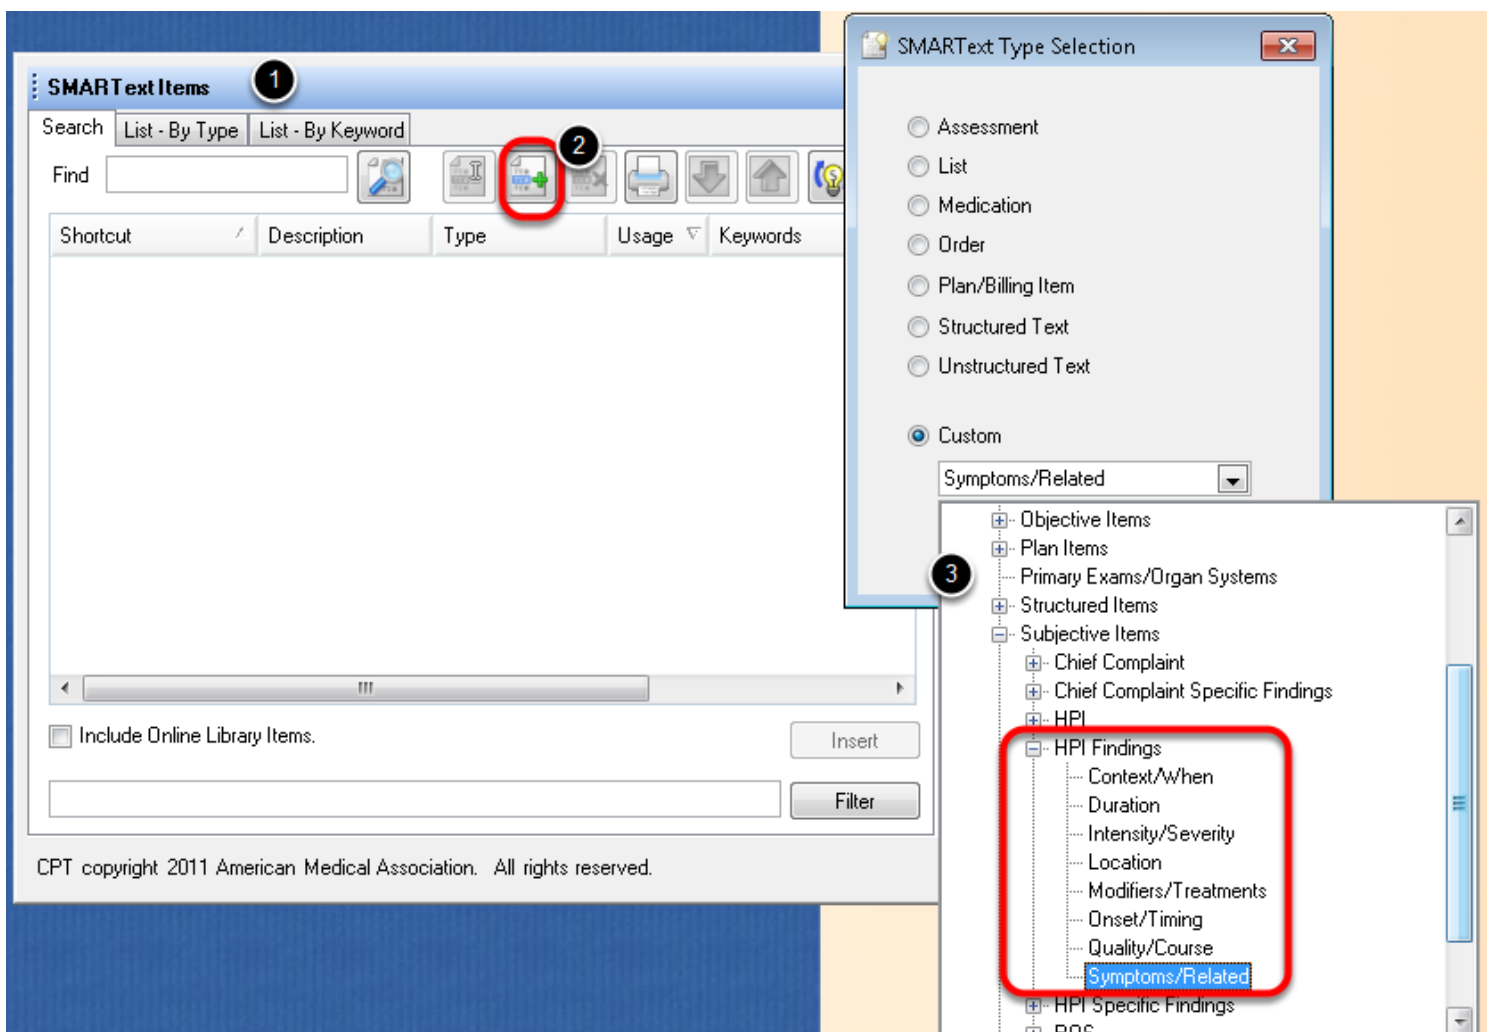 SMARText Items
1
Search
List - By Type
List - By Keyword
2
Find
Shortcut
Description
Type
Usage
Keywords
Include Online Library Items.
Insert
Filter
CPT copyright 2011 American Medical Association. All rights reserved.
SMARText Type Selection
Assessment
List
Medication
Order
Plan/Billing Item
Structured Text
Unstructured Text
Custom
Symptoms/Related
3
Objective Items
Plan Items
Primary Exams/Organ Systems
Structured Items
Subjective Items
Chief Complaint
Chief Complaint Specific Findings
HPI
HPI Findings
Context/When
Duration
Intensity/Severity
Location
Modifiers/Treatments
Onset/Timing
Quality/Course
Symptoms/Related
HPI Specific Findings
ROS